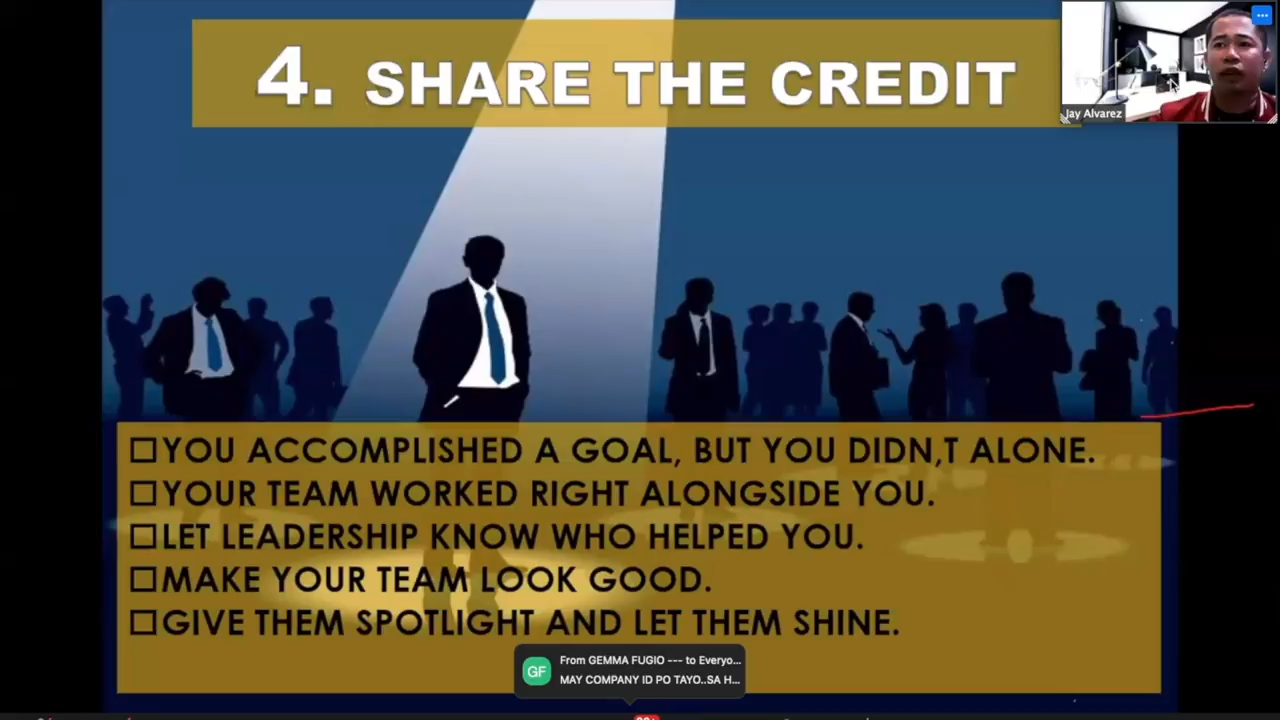 4. SHARE THE CREDIT
Jay Alvarez
YOU ACCOMPLISHED A GOAL, BUT YOU DIDN,T ALONE.
YOUR TEAM WORKED RIGHT ALONGSIDE YOU.
LET LEADERSHIP KNOW WHO HELPED YOU.
MAKE YOUR TEAM LOOK GOOD.
GIVE THEM SPOTLIGHT AND LET THEM SHINE.
GF
From GEMMA FUGIO --- to Everyo...
MAY COMPANY ID PO TAYO..SA H...